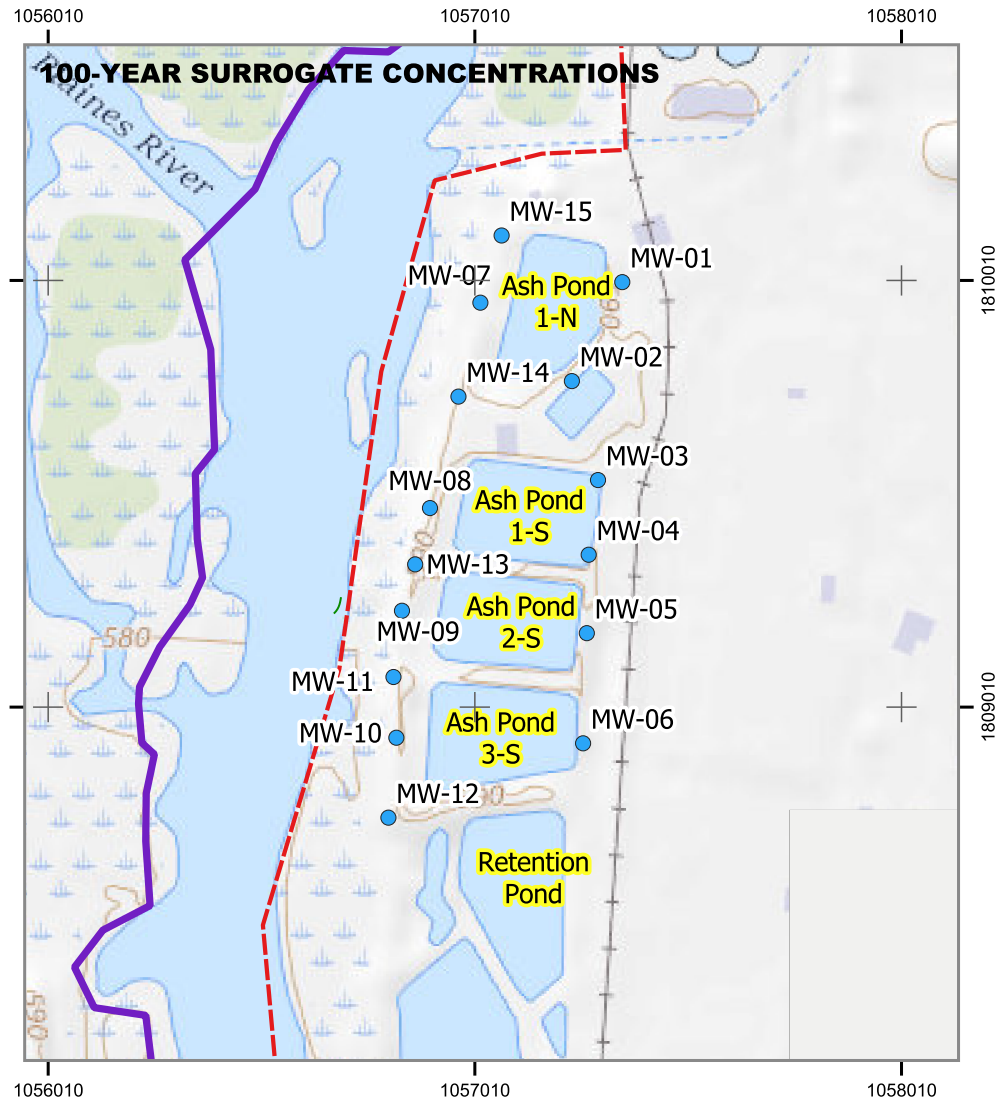 1056010 1057010 1058010
100-YEAR SURROGATE CONCENTRATIONS
Plaines River
MW-15
MW-01
MW-07
Ash Pond
1-N
1810010
MW-02
MW-14
MW-03
MW-08
Ash Pond
1-S
MW-04
MW-13
Ash Pond
2-S
MW-05
MW-09
580
MW-11
1809010
MW-06
Ash Pond
3-S
MW-10
MW-12
Retention
Pond
1056010 1057010 1058010